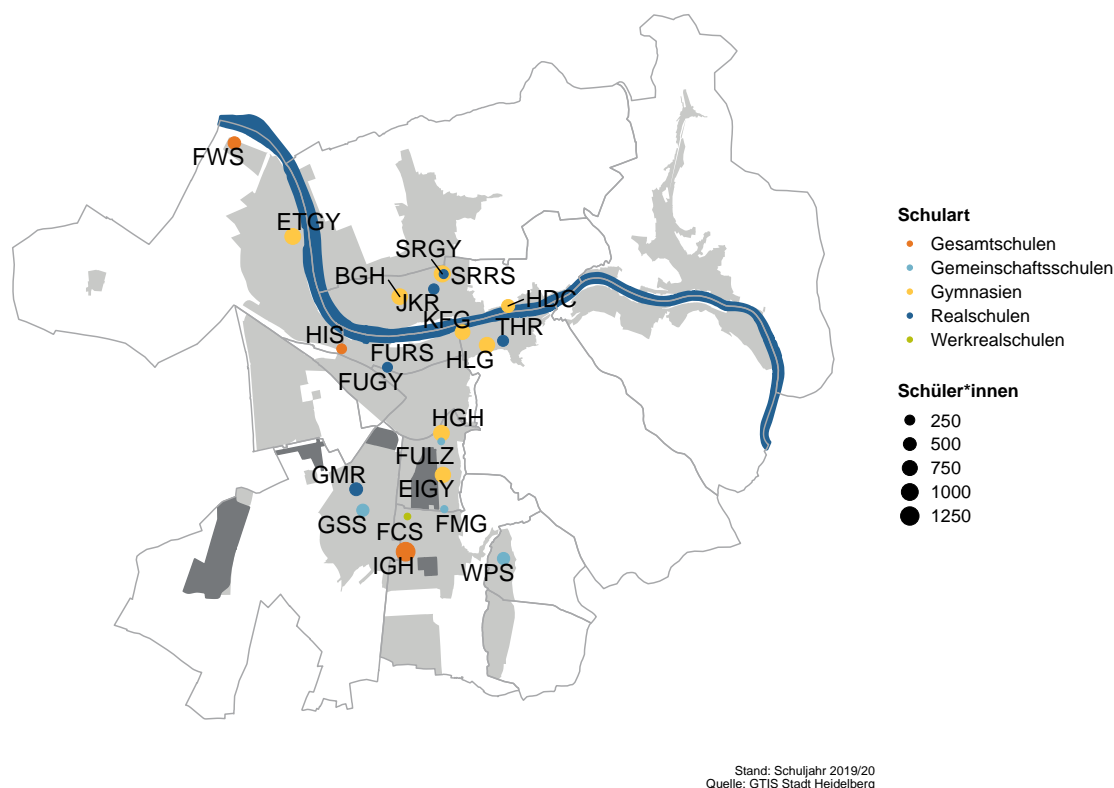 FWS
ETGY
SRGY
BGH
SRRS
JKR
HDC
KFG
THR
HIS
FURS
HLG
FUGY
HGH
FULZ
GMR
EIGY
GSS
FMG
FCS
IGH
WPS
Schulart
Gesamtschulen
Gemeinschaftsschulen
Gymnasien
Realschulen
Werkrealschulen
Schüler*innen
250
500
750
1000
1250
Stand: Schuljahr 2019/20
Quelle: GTIS Stadt Heidelberg